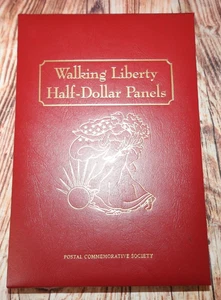 Walking Liberty
Half-Dollar Panels
POSTAL COMMEMORATIVE SOCIETY